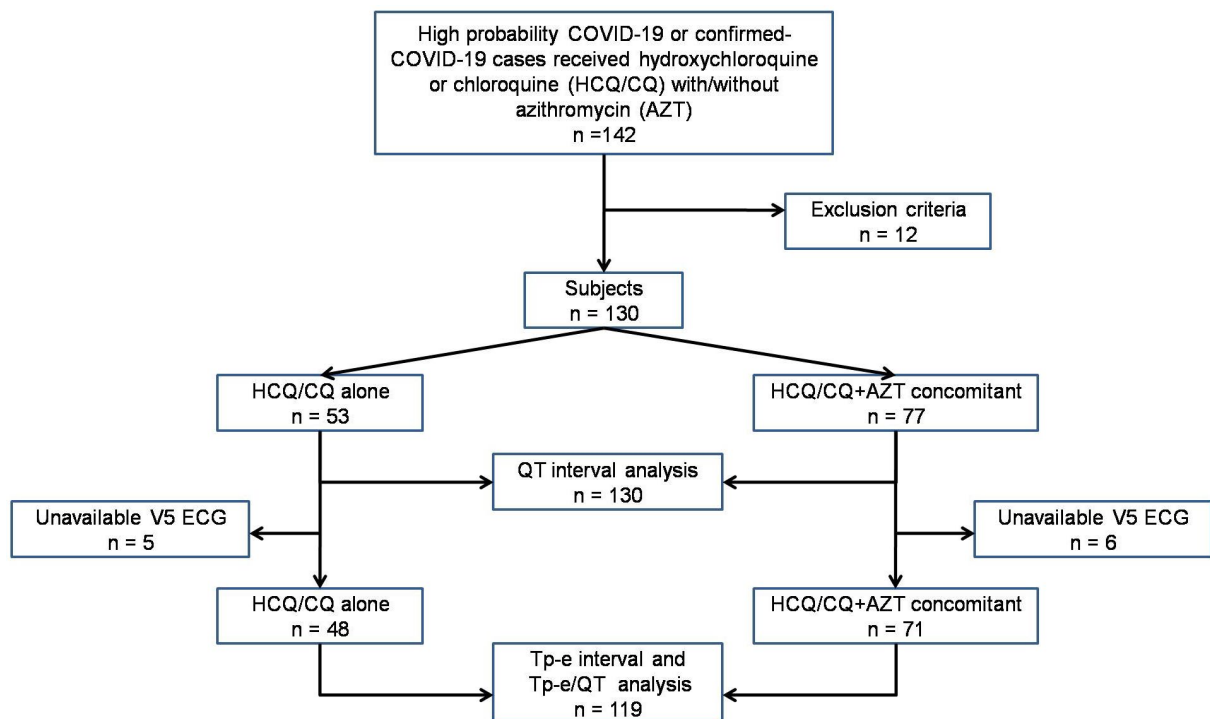 High probability COVID-19 or confirmed-
COVID-19 cases received hydroxychloroquine
or chloroquine (HCQ/CQ) with/without
azithromycin (AZT)
n =142
Exclusion criteria
n = 12
Subjects
n = 130
HCQ/CQ alone
n = 53
HCQ/CQ+AZT concomitant
n = 77
QT interval analysis
n = 130
Unavailable V5 ECG
n = 5
Unavailable V5 ECG
n = 6
HCQ/CQ alone
n = 48
HCQ/CQ+AZT concomitant
n = 71
Tp-e interval and
Tp-e/QT analysis
n = 119